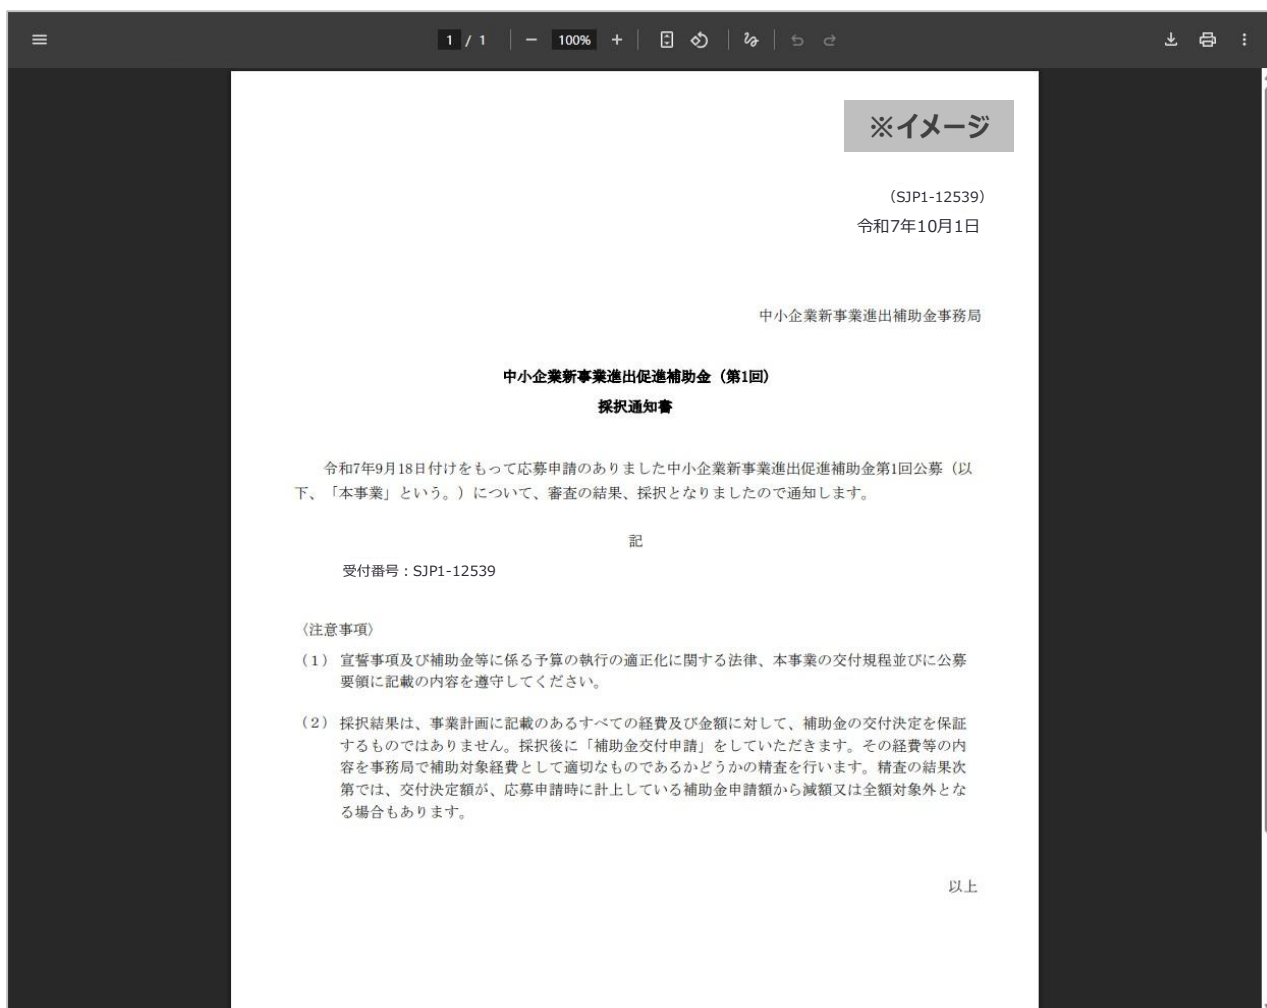 1 / 1
100%
※イメージ
(SJP1-12539)
令和7年10月1日
中小企業新事業進出補助金事務局
中小企業新事業進出促進補助金（第1回）
採択通知書
令和7年9月18日付けをもって応募申請のありました中小企業新事業進出促進補助金第1回公募（以
下、「本事業」という。）について、審査の結果、採択となりましたので通知します。
記
受付番号：SJP1-12539
〈注意事項〉
（1） 宣誓事項及び補助金等に係る予算の執行の適正化に関する法律、本事業の交付規程並びに公募
要領に記載の内容を遵守してください。
（2） 採択結果は、事業計画に記載のあるすべての経費及び金額に対して、補助金の交付決定を保証
するものではありません。採択後に「補助金交付申請」をしていただきます。その経費等の内
容を事務局で補助対象経費として適切なものであるかどうかの精査を行います。精査の結果次
第では、交付決定額が、応募申請時に計上している補助金申請額から減額又は全額対象外とな
る場合もあります。
以上